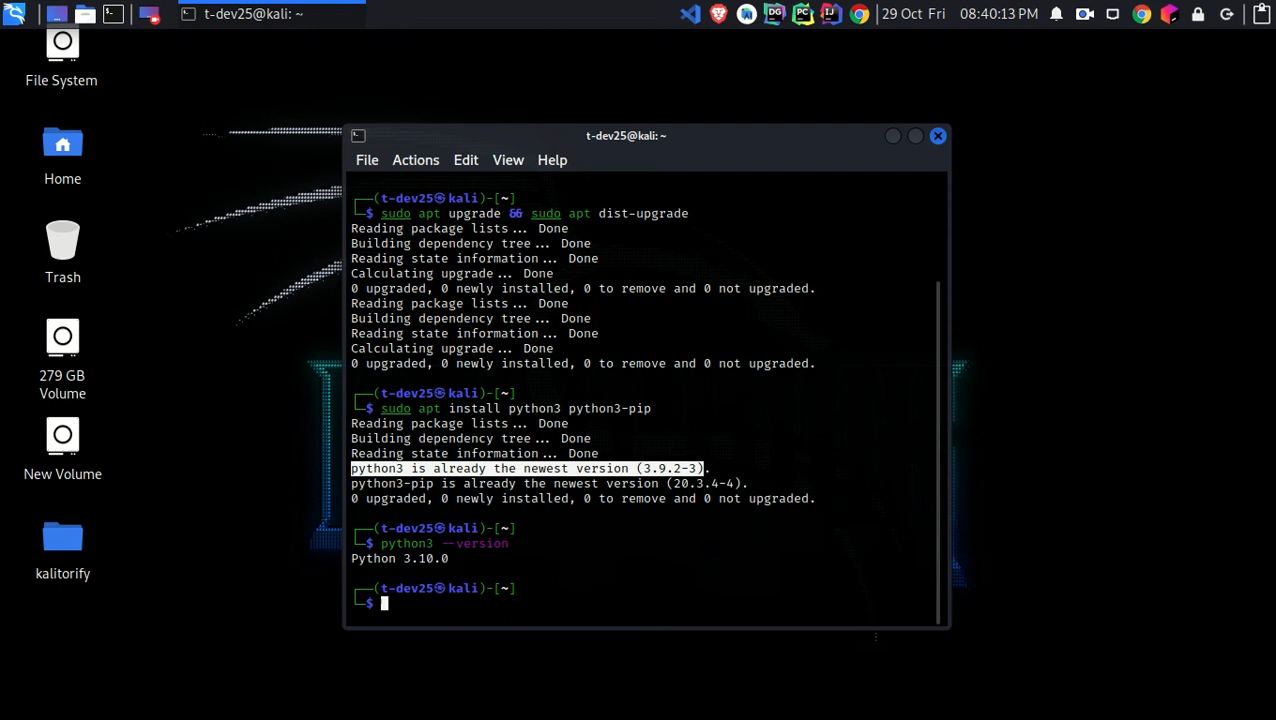 t-dev25@kali: ~
DG
PC
IJ
29 Oct Fri
08:40:13 PM
File System
Home
Trash
279 GB
Volume
New Volume
kalitorify
t-dev25@kali: ~
File Actions Edit View Help
┌──(t-dev25㉿kali)-[~]
└─$ sudo apt upgrade && sudo apt dist-upgrade
Reading package lists... Done
Building dependency tree... Done
Reading state information... Done
Calculating upgrade... Done
0 upgraded, 0 newly installed, 0 to remove and 0 not upgraded.
Reading package lists... Done
Building dependency tree... Done
Reading state information... Done
Calculating upgrade... Done
0 upgraded, 0 newly installed, 0 to remove and 0 not upgraded.
┌──(t-dev25㉿kali)-[~]
└─$ sudo apt install python3 python3-pip
Reading package lists... Done
Building dependency tree... Done
Reading state information... Done
python3 is already the newest version (3.9.2-3).
python3-pip is already the newest version (20.3.4-4).
0 upgraded, 0 newly installed, 0 to remove and 0 not upgraded.
┌──(t-dev25㉿kali)-[~]
└─$ python3 --version
Python 3.10.0
┌──(t-dev25㉿kali)-[~]
└─$